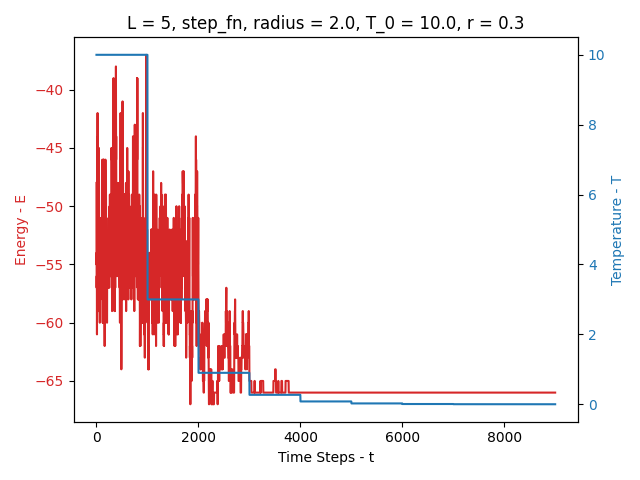 L = 5, step_fn, radius = 2.0, T_0 = 10.0, r = 0.3
−40
−45
−50
−55
−60
−65
Energy - E
10
8
6
4
2
0
Temperature - T
0 2000 4000 6000 8000
Time Steps - t